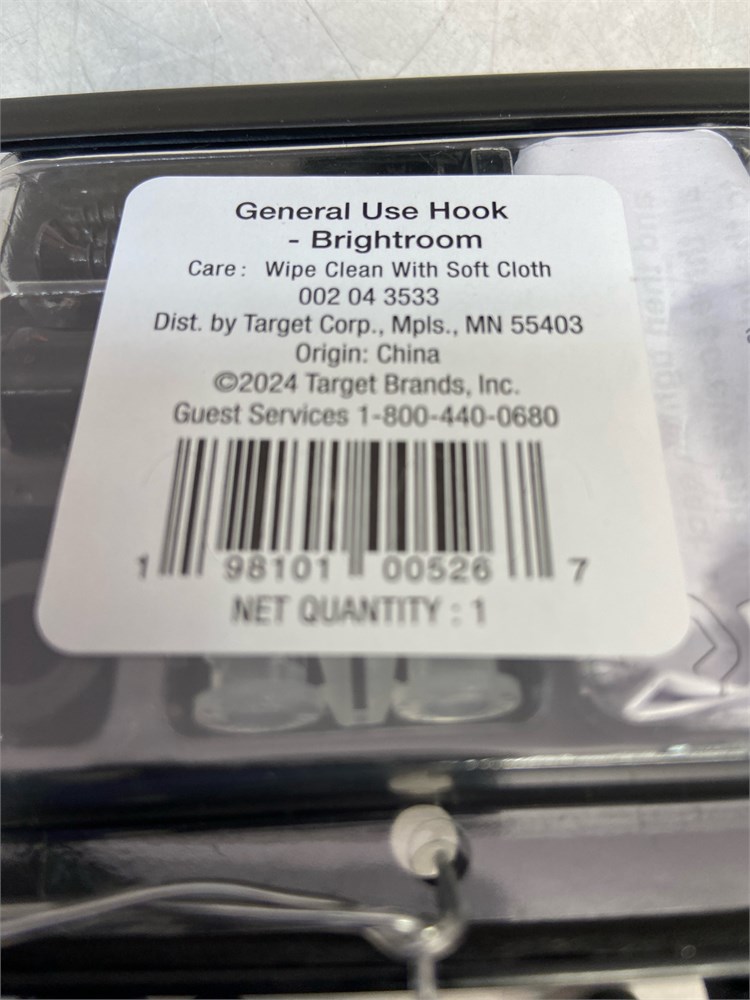 General Use Hook
- Brightroom
Care: Wipe Clean With Soft Cloth
002 04 3533
Dist. by Target Corp., Mpls., MN 55403
Origin: China
©2024 Target Brands, Inc.
Guest Services 1-800-440-0680
1 98101 00526 7
NET QUANTITY : 1